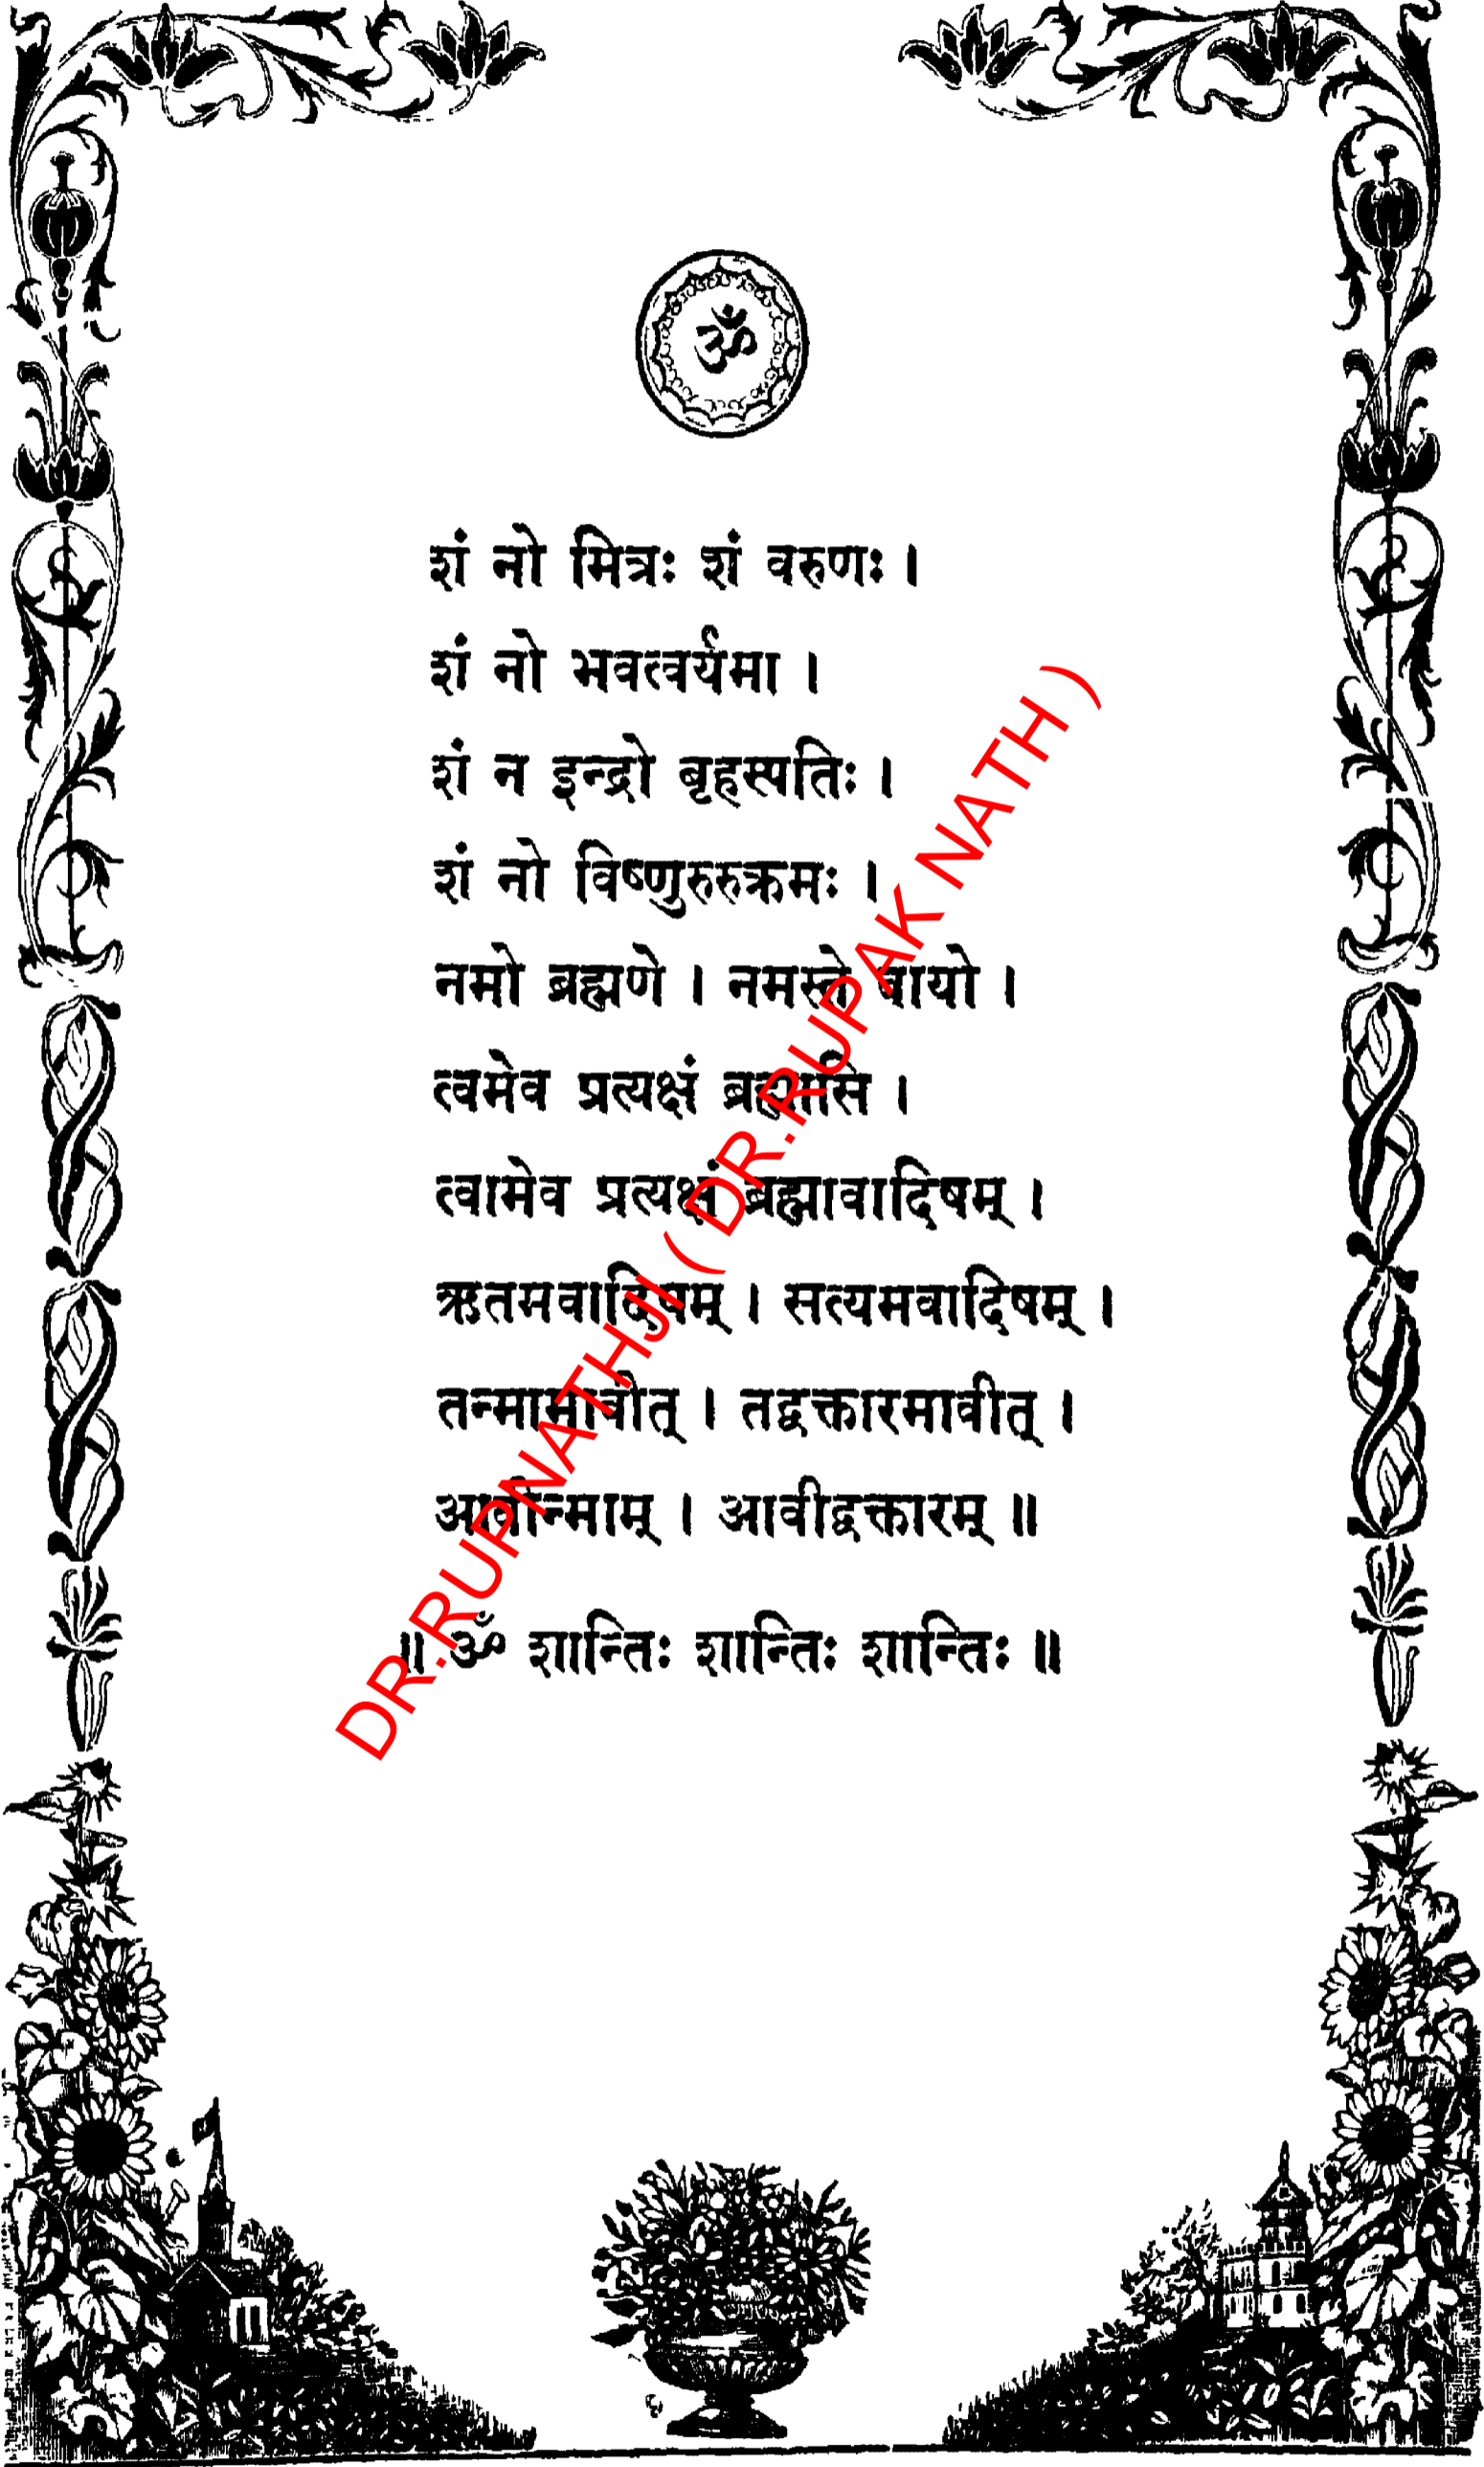 ॐ
शं नो मित्रः शं वरुणः ।
शं नो भवत्वर्यमा ।
शं न इन्द्रो बृहस्पतिः ।
शं नो विष्णुरुरुक्रमः ।
नमो ब्रह्मणे । नमस्ते वायो ।
त्वमेव प्रत्यक्षं ब्रह्मासि ।
त्वामेव प्रत्यक्षं ब्रह्मावादिषम् ।
ऋतमवादिषम् । सत्यमवादिषम् ।
तन्मामावीत् । तद्वक्तारमावीत् ।
आवीन्माम् । आवीद्वक्तारम् ॥
॥ ॐ शान्तिः शान्तिः शान्तिः ॥
DR.RUPNATHJI ( DR.RUPAK NATH )